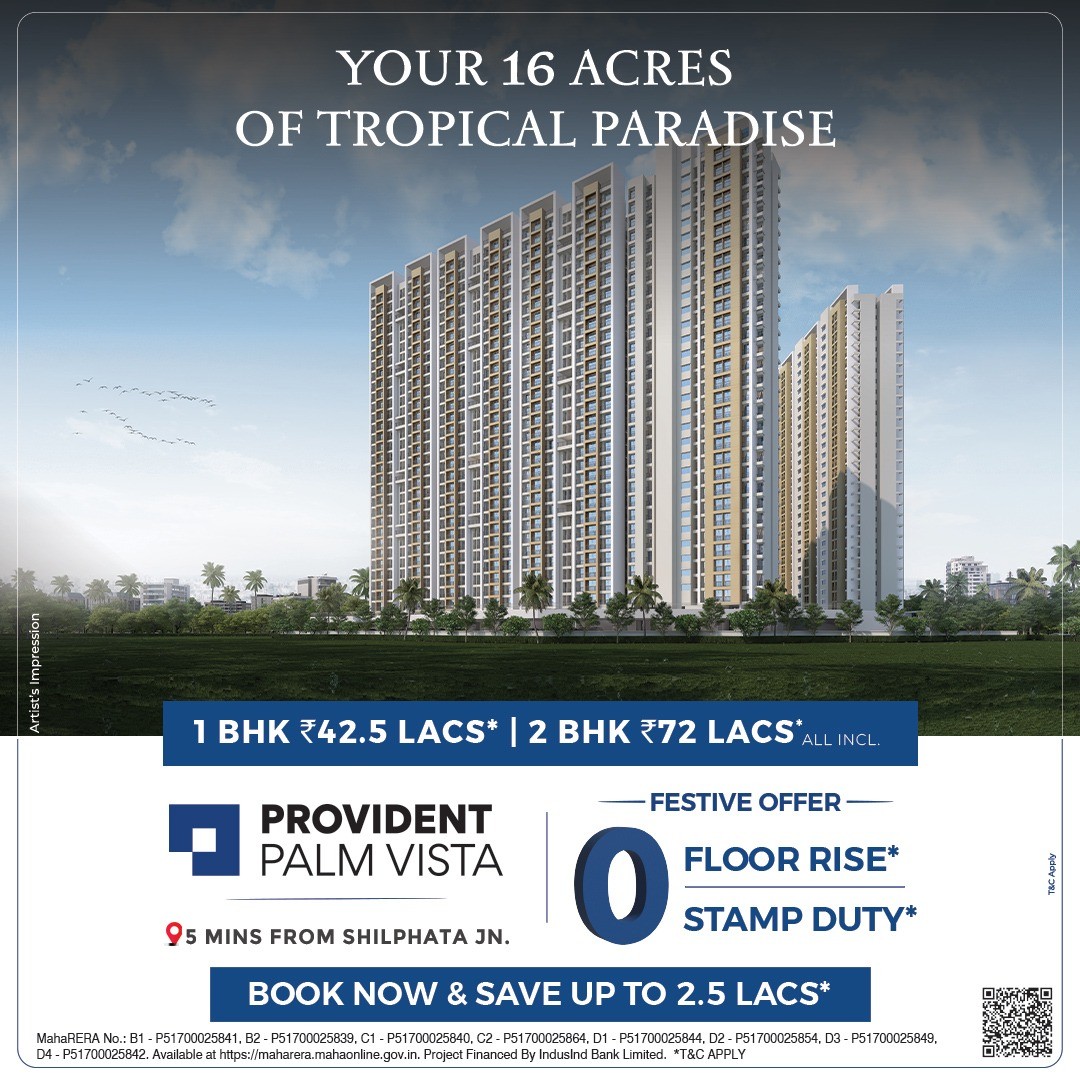 YOUR 16 ACRES
OF TROPICAL PARADISE
Artist's Impression
1 BHK ₹42.5 LACS* | 2 BHK ₹72 LACS* ALL INCL.
PROVIDENT
PALM VISTA
5 MINS FROM SHILPHATA JN.
FESTIVE OFFER
0 FLOOR RISE*
STAMP DUTY*
T&C Apply
BOOK NOW & SAVE UP TO 2.5 LACS*
MahaRERA No.: B1 - P51700025841, B2 - P51700025839, C1 - P51700025840, C2 - P51700025864, D1 - P51700025844, D2 - P51700025854, D3 - P51700025849,
D4 - P51700025842. Available at https://maharera.mahaonline.gov.in. Project Financed By IndusInd Bank Limited. *T&C APPLY